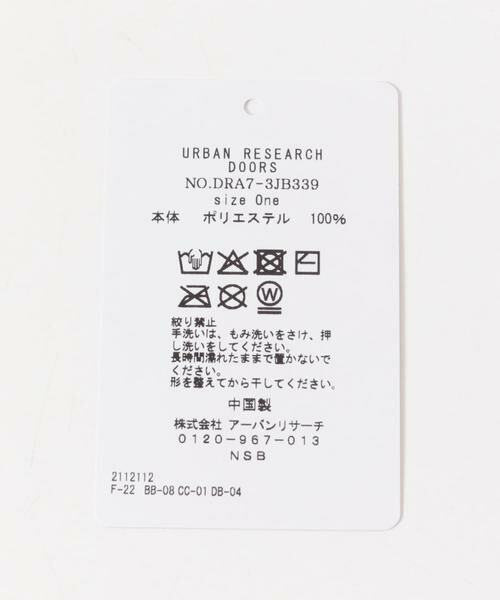 URBAN RESEARCH
DOORS
NO.DRA7-3JB339
size One
本体 ポリエステル 100%
W
絞り禁止
手洗いは、もみ洗いをさけ、押
し洗いをしてください。
長時間濡れたままで置かないで
ください。
形を整えてから干してください。
中国製
株式会社 アーバンリサーチ
0120-967-013
NSB
2112112
F-22 BB-08 CC-01 DB-04